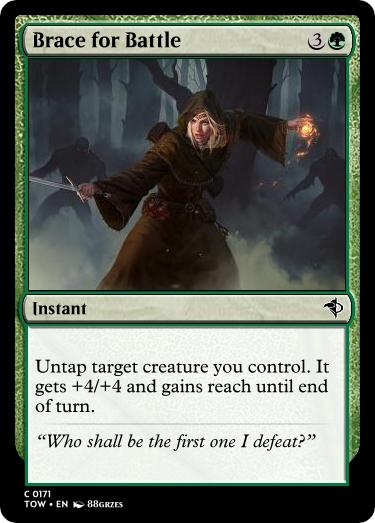 Brace for Battle 3
Instant
Untap target creature you control. It
gets +4/+4 and gains reach until end
of turn.
“Who shall be the first one I defeat?”
C 0171
TOW • EN 88GRZES